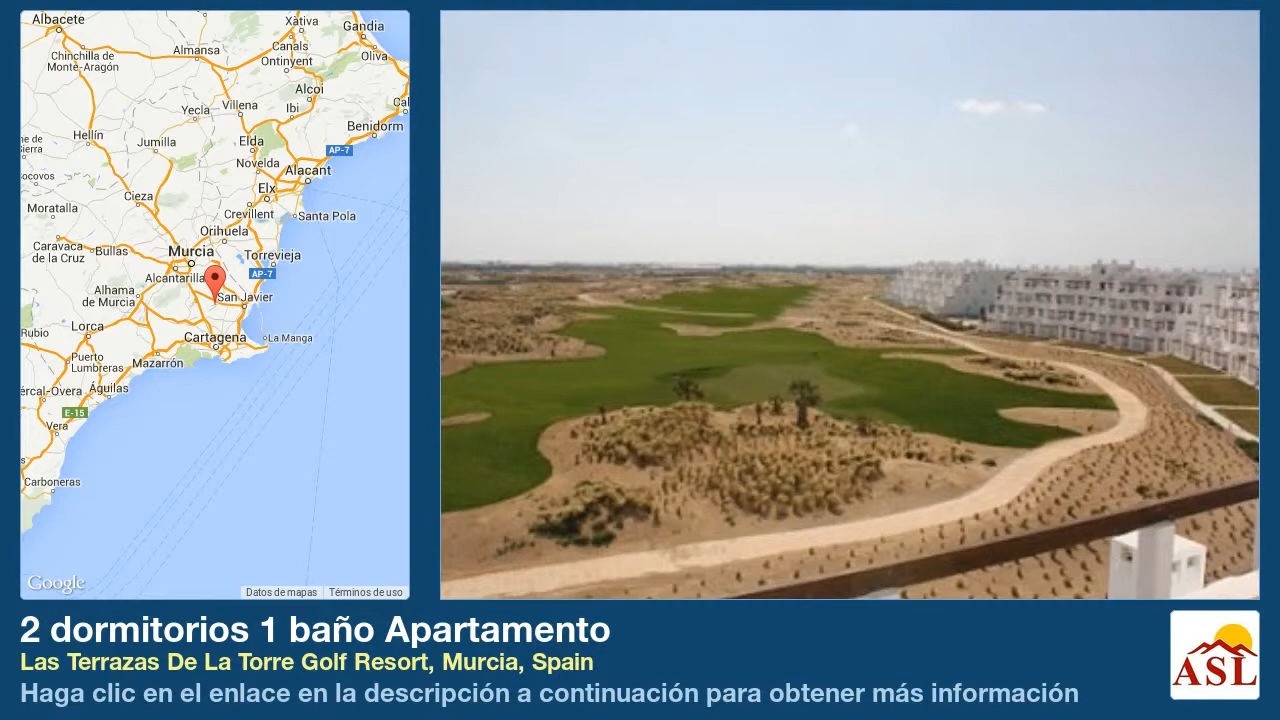 Albacete
Xàtiva
Gandia
Chinchilla de
Monte-Aragón
Almansa
Canals
Oliva
Ontinyent
Alcoi
Yecla
Villena
Ibi
Benidorm
Hellín
Jumilla
Elda
AP-7
Novelda
Alacant
Elx
Cieza
Moratalla
Crevillent
Santa Pola
Orihuela
Caravaca
de la Cruz
Bullas
Murcia
Torrevieja
Alcantarilla
AP-7
Alhama
de Murcia
San Javier
Lorca
Cartagena
La Manga
Puerto
Lumbreras
Mazarrón
Águilas
E-15
Vera
Carboneras
Google
Datos de mapas
Términos de uso
2 dormitorios 1 baño Apartamento
Las Terrazas De La Torre Golf Resort, Murcia, Spain
Haga clic en el enlace en la descripción a continuación para obtener más información
ASL